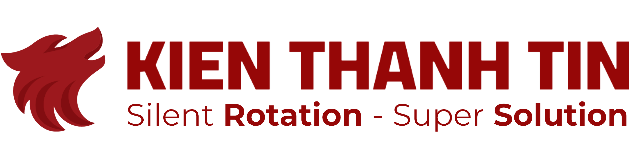 KIEN THANH TIN
Silent Rotation - Super Solution